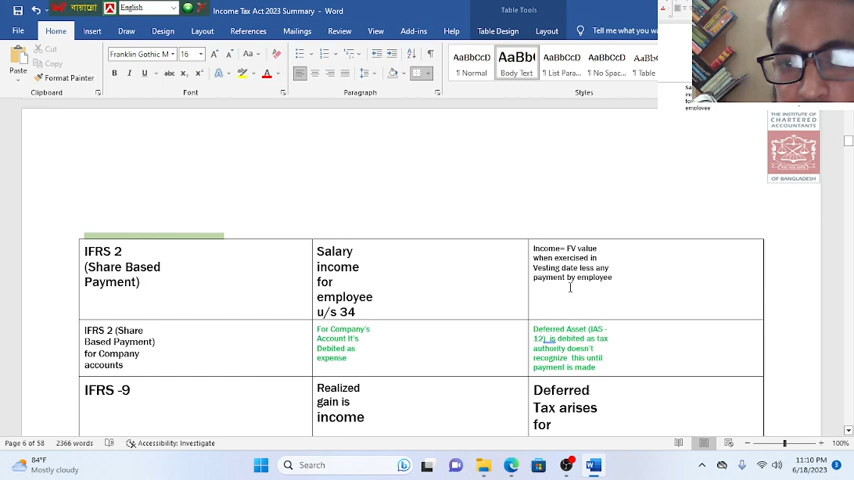 বায়ান্নো
English
Income Tax Act 2023 Summary - Word
Table Tools
File
Home
Insert
Draw
Design
Layout
References
Mailings
Review
View
Add-ins
Help
Table Design
Layout
Tell me what you wa
Paste
Cut
Copy
Format Painter
Clipboard
Franklin Gothic M
16
Font
Paragraph
AaBbCcD
¶ Normal
AaBb(
Body Text
AaBbCcD
¶ List Para...
AaBbCcD
¶ No Spac...
AaBbCcD
¶ Table
Styles
employee
THE INSTITUTE OF
CHARTERED
ACCOUNTANTS
OF BANGLADESH
IFRS 2
(Share Based
Payment)
Salary
income
for
employee
u/s 34
Income= FV value
when exercised in
Vesting date less any
payment by employee
IFRS 2 (Share
Based Payment)
for Company
accounts
For Company's
Account it's
Debited as
expense
Deferred Asset (IAS -
12) is debited as tax
authority doesn't
recognize this until
payment is made
IFRS -9
Realized
gain is
income
Deferred
Tax arises
for
Page 6 of 58
2366 words
Accessibility: Investigate
100%
84°F
Mostly cloudy
Search
11:10 PM
6/18/2023